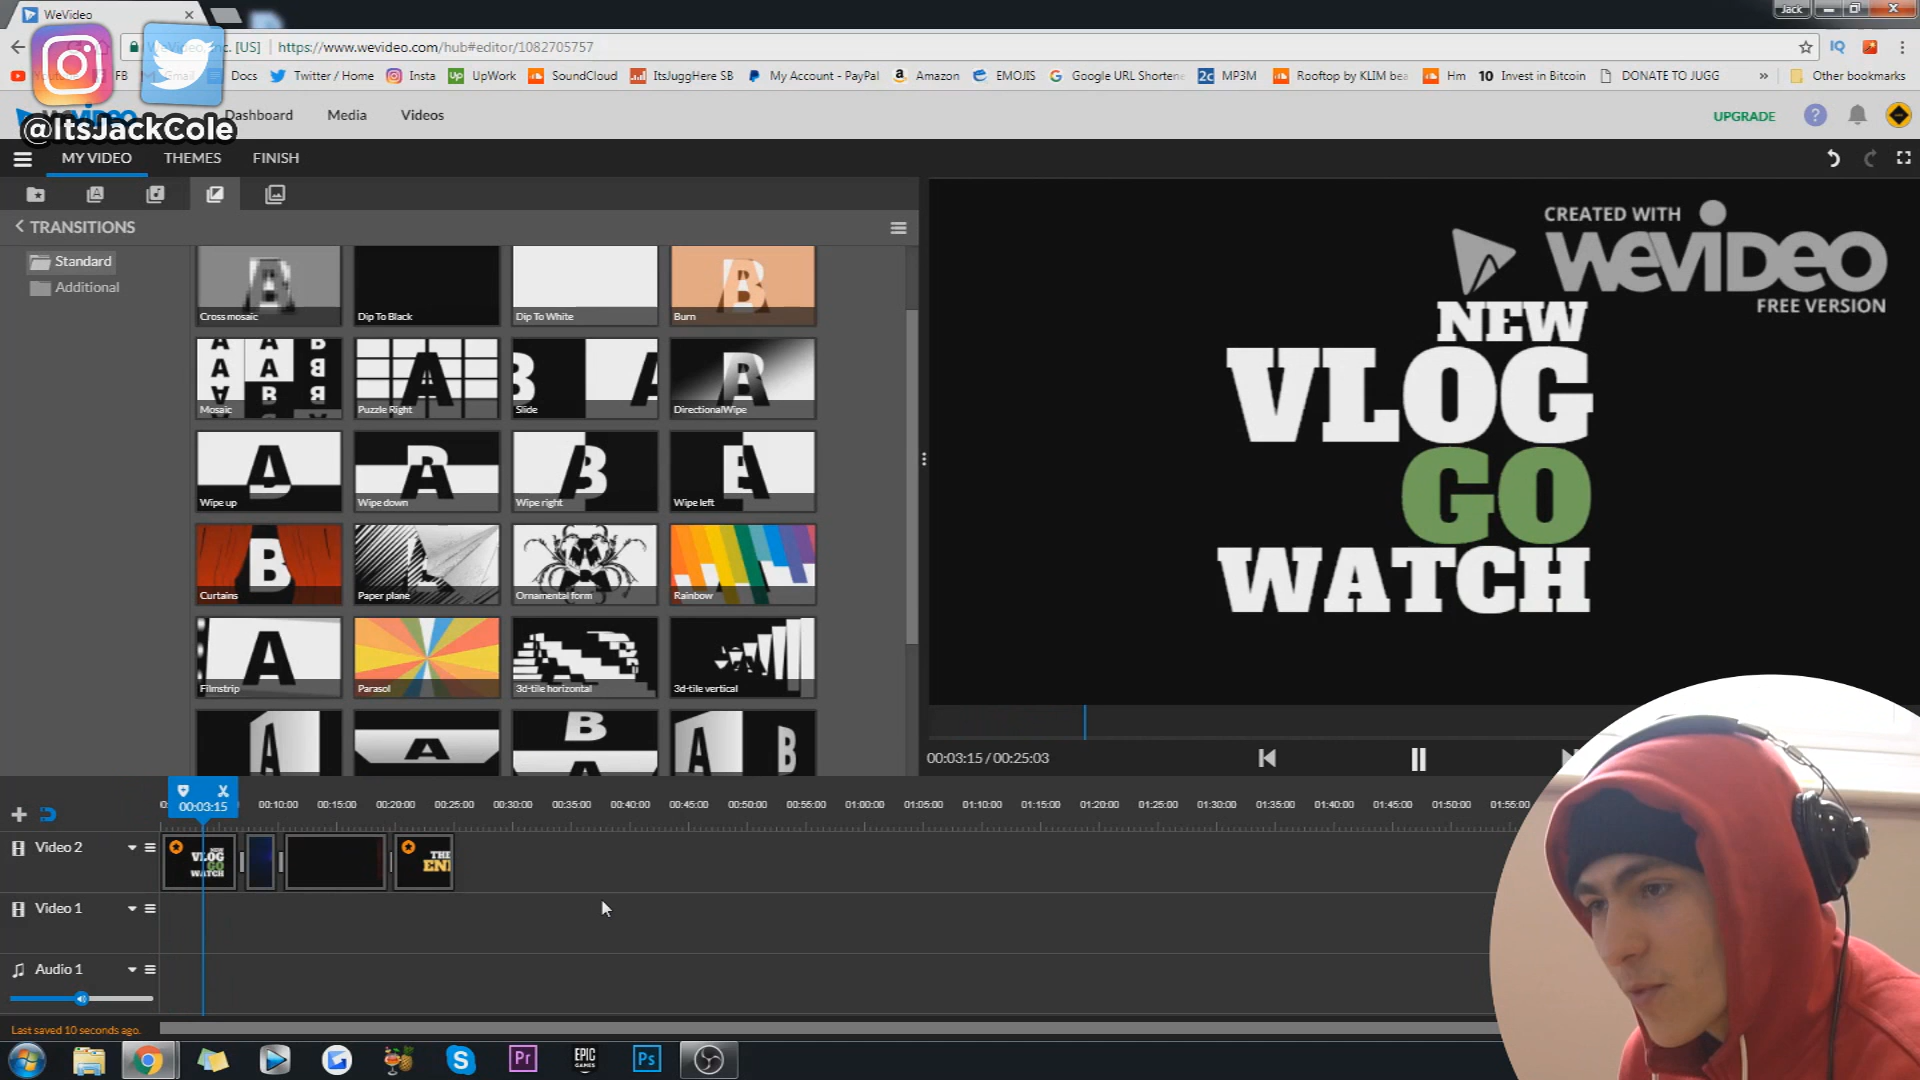 WeVideo
Jack
[US] https://www.wevideo.com/hub#editor/1082705757
FB
Docs
Twitter / Home
Insta
UpWork
SoundCloud
ItsJuggHere SB
My Account - PayPal
Amazon
EMOJIS
Google URL Shortene
MP3M
Rooftop by KLIM bea
Hm
10 Invest in Bitcoin
DONATE TO JUGG
»
Other bookmarks
Dashboard
Media
Videos
UPGRADE
?
@ItsJackCole
MY VIDEO
THEMES
FINISH
TRANSITIONS
Standard
Additional
Cross mosaic
Dip To Black
Dip To White
Burn
Mosaic
Puzzle Right
Slide
DirectionalWipe
Wipe up
Wipe down
Wipe right
Wipe left
Curtains
Paper plane
Ornamental form
Rainbow
Filmstrip
Parasol
3d-tile horizontal
3d-tile vertical
CREATED WITH
WEVIDEO
FREE VERSION
NEW
VLOG
GO
WATCH
00:03:15 / 00:25:03
00:03:15
00:10:00
00:15:00
00:20:00
00:25:00
00:30:00
00:35:00
00:40:00
00:45:00
00:50:00
00:55:00
01:00:00
01:05:00
01:10:00
01:15:00
01:20:00
01:25:00
01:30:00
01:35:00
01:40:00
01:45:00
01:50:00
01:55:00
Video 2
VLOG
GO
WATCH
THE
END
Video 1
Audio 1
Last saved 10 seconds ago.
S
Pr
EPIC
GAMES
Ps